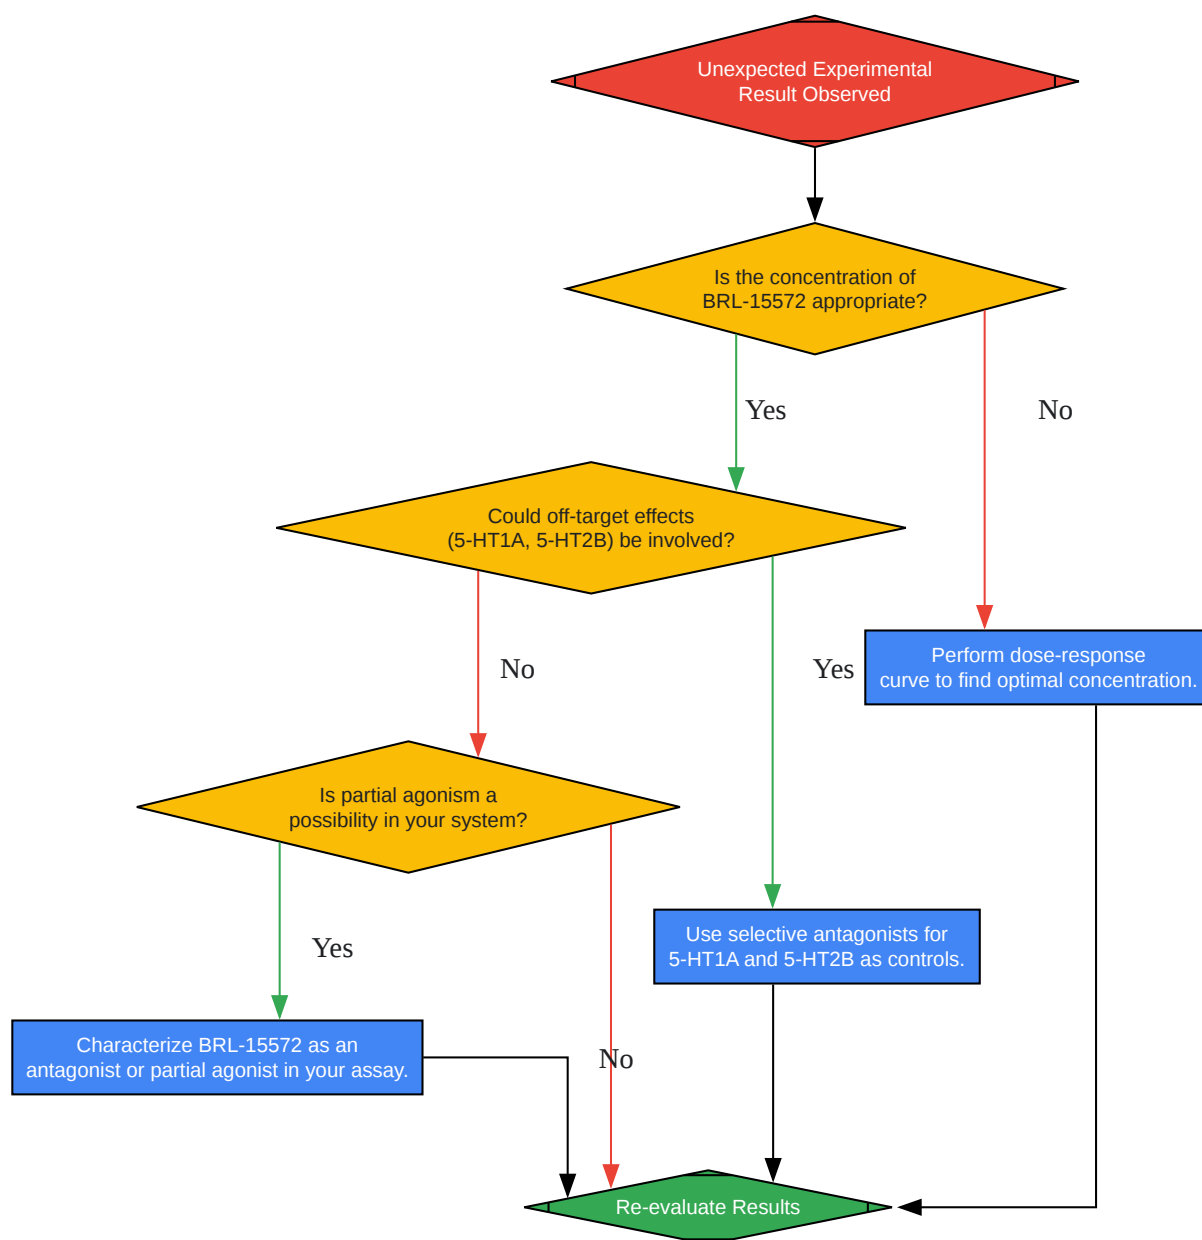 Unexpected Experimental
Result Observed
Is the concentration of
BRL-15572 appropriate?
Yes
No
Could off-target effects
(5-HT1A, 5-HT2B) be involved?
No
Yes
Perform dose-response
curve to find optimal concentration.
Is partial agonism a
possibility in your system?
Yes
Use selective antagonists for
5-HT1A and 5-HT2B as controls.
Characterize BRL-15572 as an
antagonist or partial agonist in your assay.
No
Re-evaluate Results